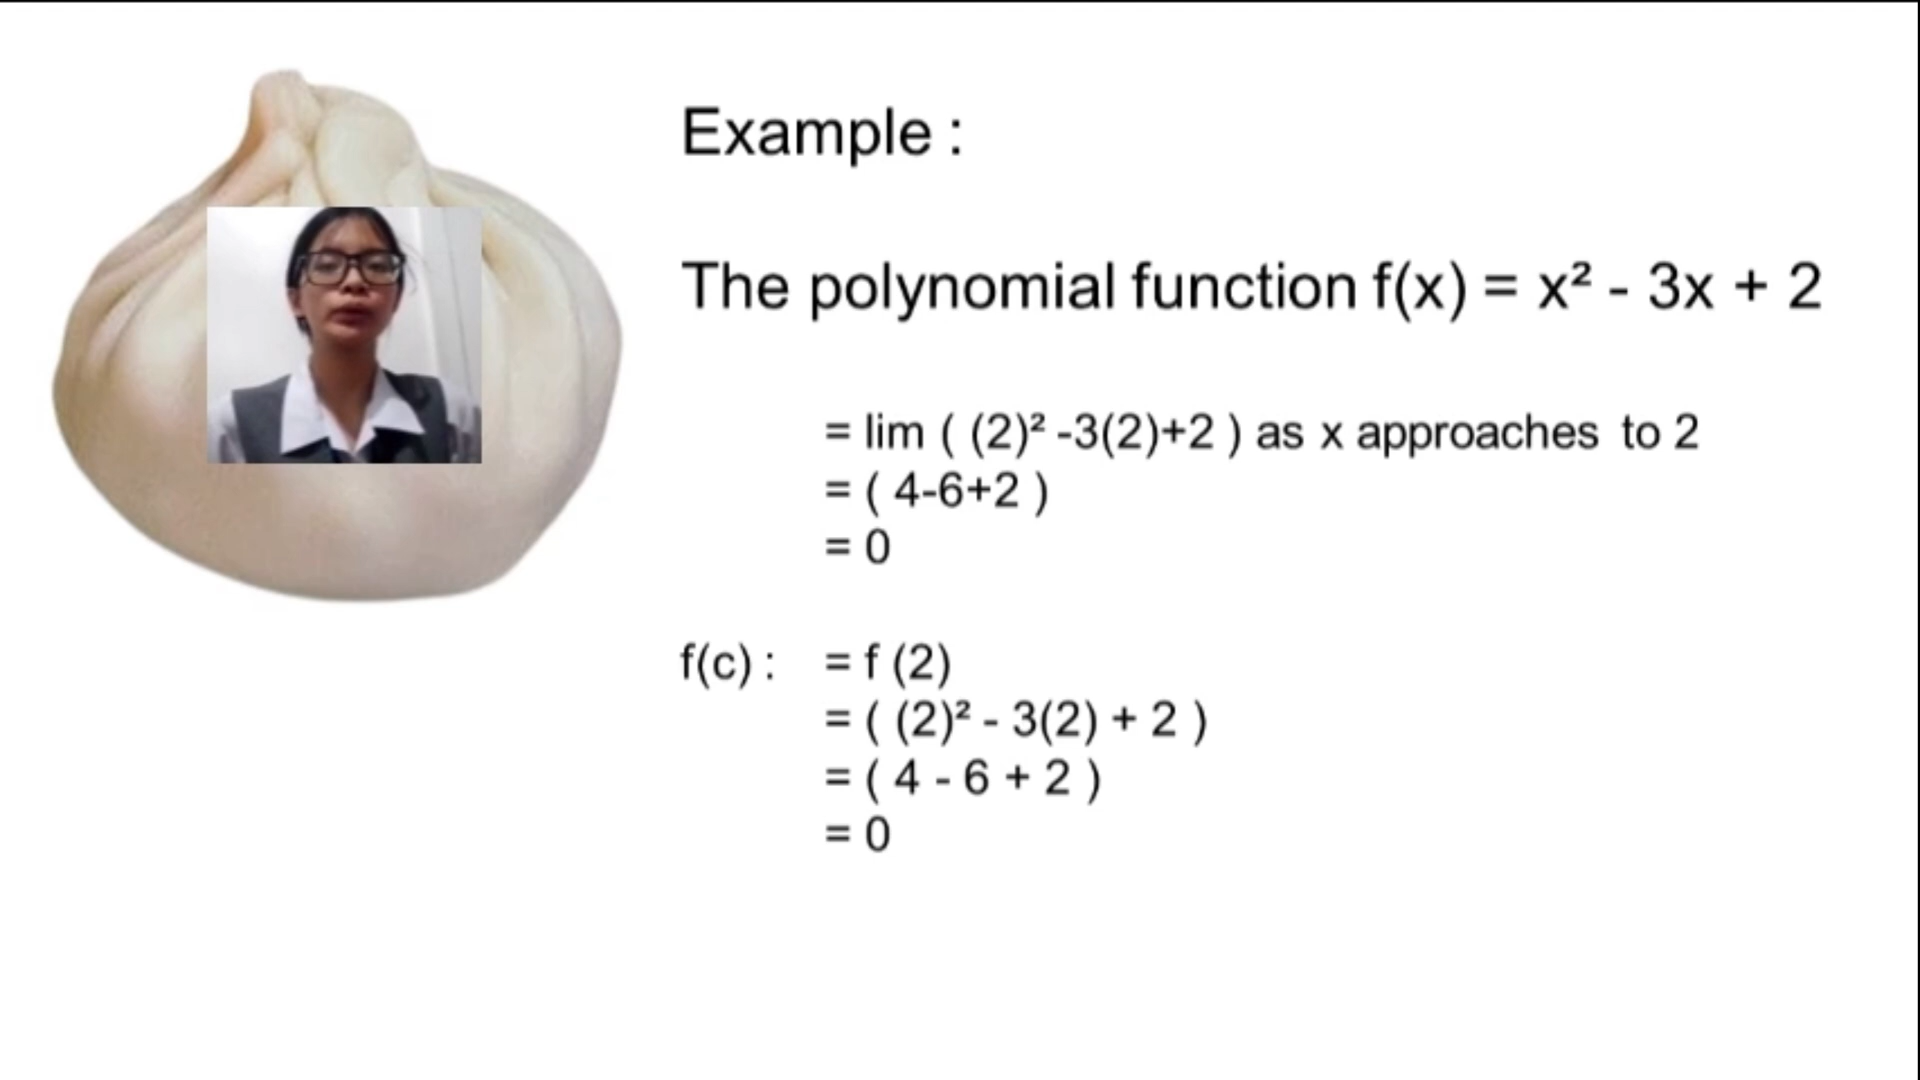 Example :
The polynomial function f(x) = x² - 3x + 2
= lim ( (2)² -3(2)+2 ) as x approaches to 2
= ( 4-6+2 )
= 0
f(c) : = f (2)
= ( (2)² - 3(2) + 2 )
= ( 4 - 6 + 2 )
= 0